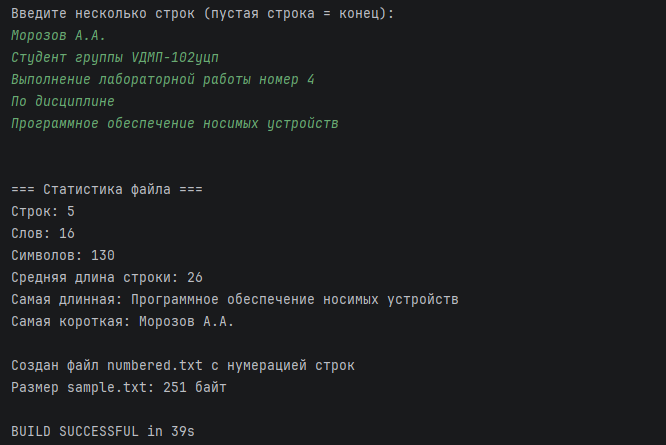 Введите несколько строк (пустая строка = конец):
Морозов А.А.
Студент группы VДМП-102уцп
Выполнение лабораторной работы номер 4
По дисциплине
Программное обеспечение носимых устройств
=== Статистика файла ===
Строк: 5
Слов: 16
Символов: 130
Средняя длина строки: 26
Самая длинная: Программное обеспечение носимых устройств
Самая короткая: Морозов А.А.
Создан файл numbered.txt с нумерацией строк
Размер sample.txt: 251 байт
BUILD SUCCESSFUL in 39s